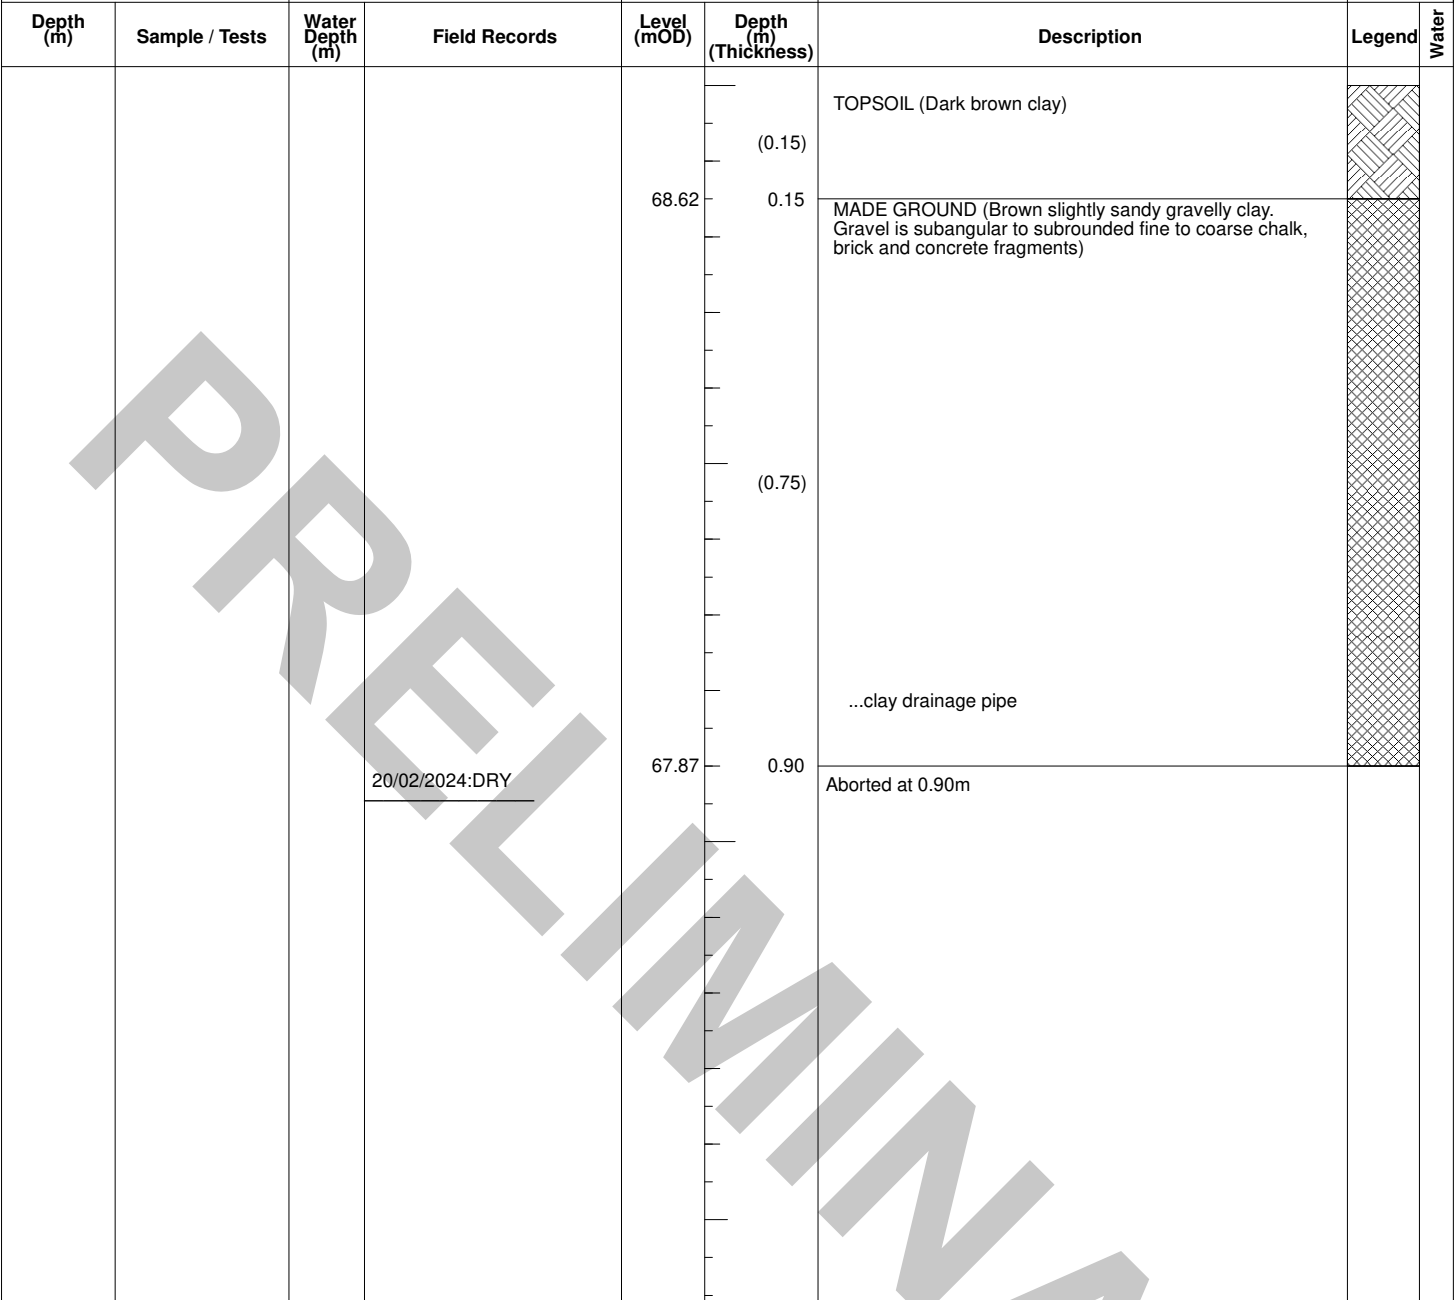 Depth
(m)
Sample / Tests
Water
Depth
(m)
Field Records
Level
(mOD)
Depth
(m)
(Thickness)
Description
Legend
Water
TOPSOIL (Dark brown clay)
(0.15)
68.62
0.15
MADE GROUND (Brown slightly sandy gravelly clay.
Gravel is subangular to subrounded fine to coarse chalk,
brick and concrete fragments)
(0.75)
...clay drainage pipe
67.87
0.90
20/02/2024:DRY
Aborted at 0.90m
PRELIMINA